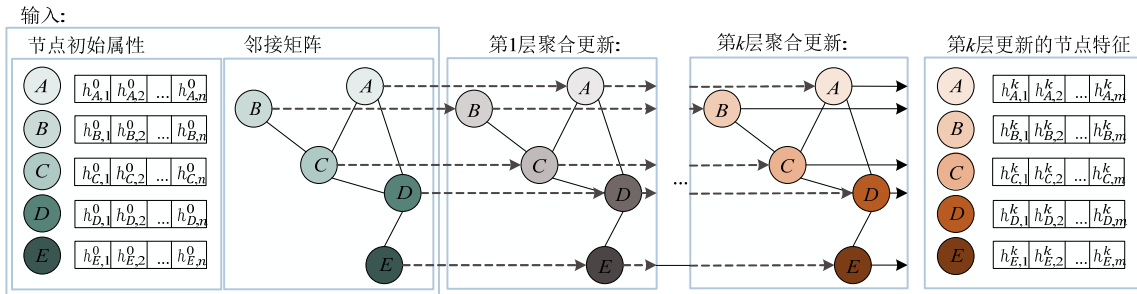 输入:
节点初始属性
邻接矩阵
第1层聚合更新:
第k层聚合更新:
第k层更新的节点特征
A h^0_{A,1} h^0_{A,2} ... h^0_{A,n}
B h^0_{B,1} h^0_{B,2} ... h^0_{B,n}
C h^0_{C,1} h^0_{C,2} ... h^0_{C,n}
D h^0_{D,1} h^0_{D,2} ... h^0_{D,n}
E h^0_{E,1} h^0_{E,2} ... h^0_{E,n}
A
B
C
D
E
A
B
C
D
E
...
A
B
C
D
E
A h^k_{A,1} h^k_{A,2} ... h^k_{A,m}
B h^k_{B,1} h^k_{B,2} ... h^k_{B,m}
C h^k_{C,1} h^k_{C,2} ... h^k_{C,m}
D h^k_{D,1} h^k_{D,2} ... h^k_{D,m}
E h^k_{E,1} h^k_{E,2} ... h^k_{E,m}